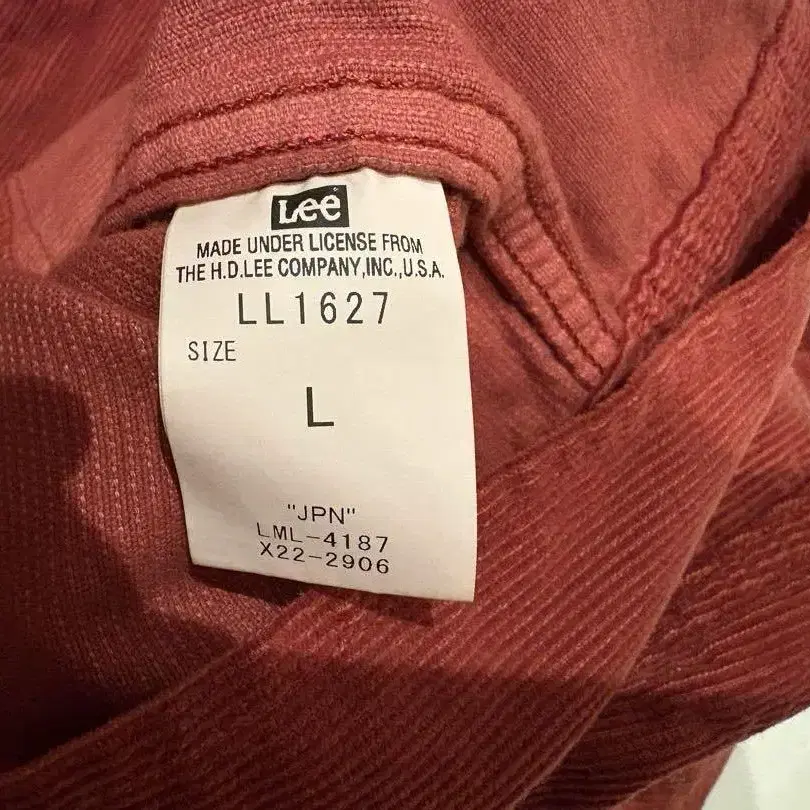 Lee
MADE UNDER LICENSE FROM
THE H.D.LEE COMPANY,INC.,U.S.A.
LL1627
SIZE
L
"JPN"
LML-4187
X22-2906